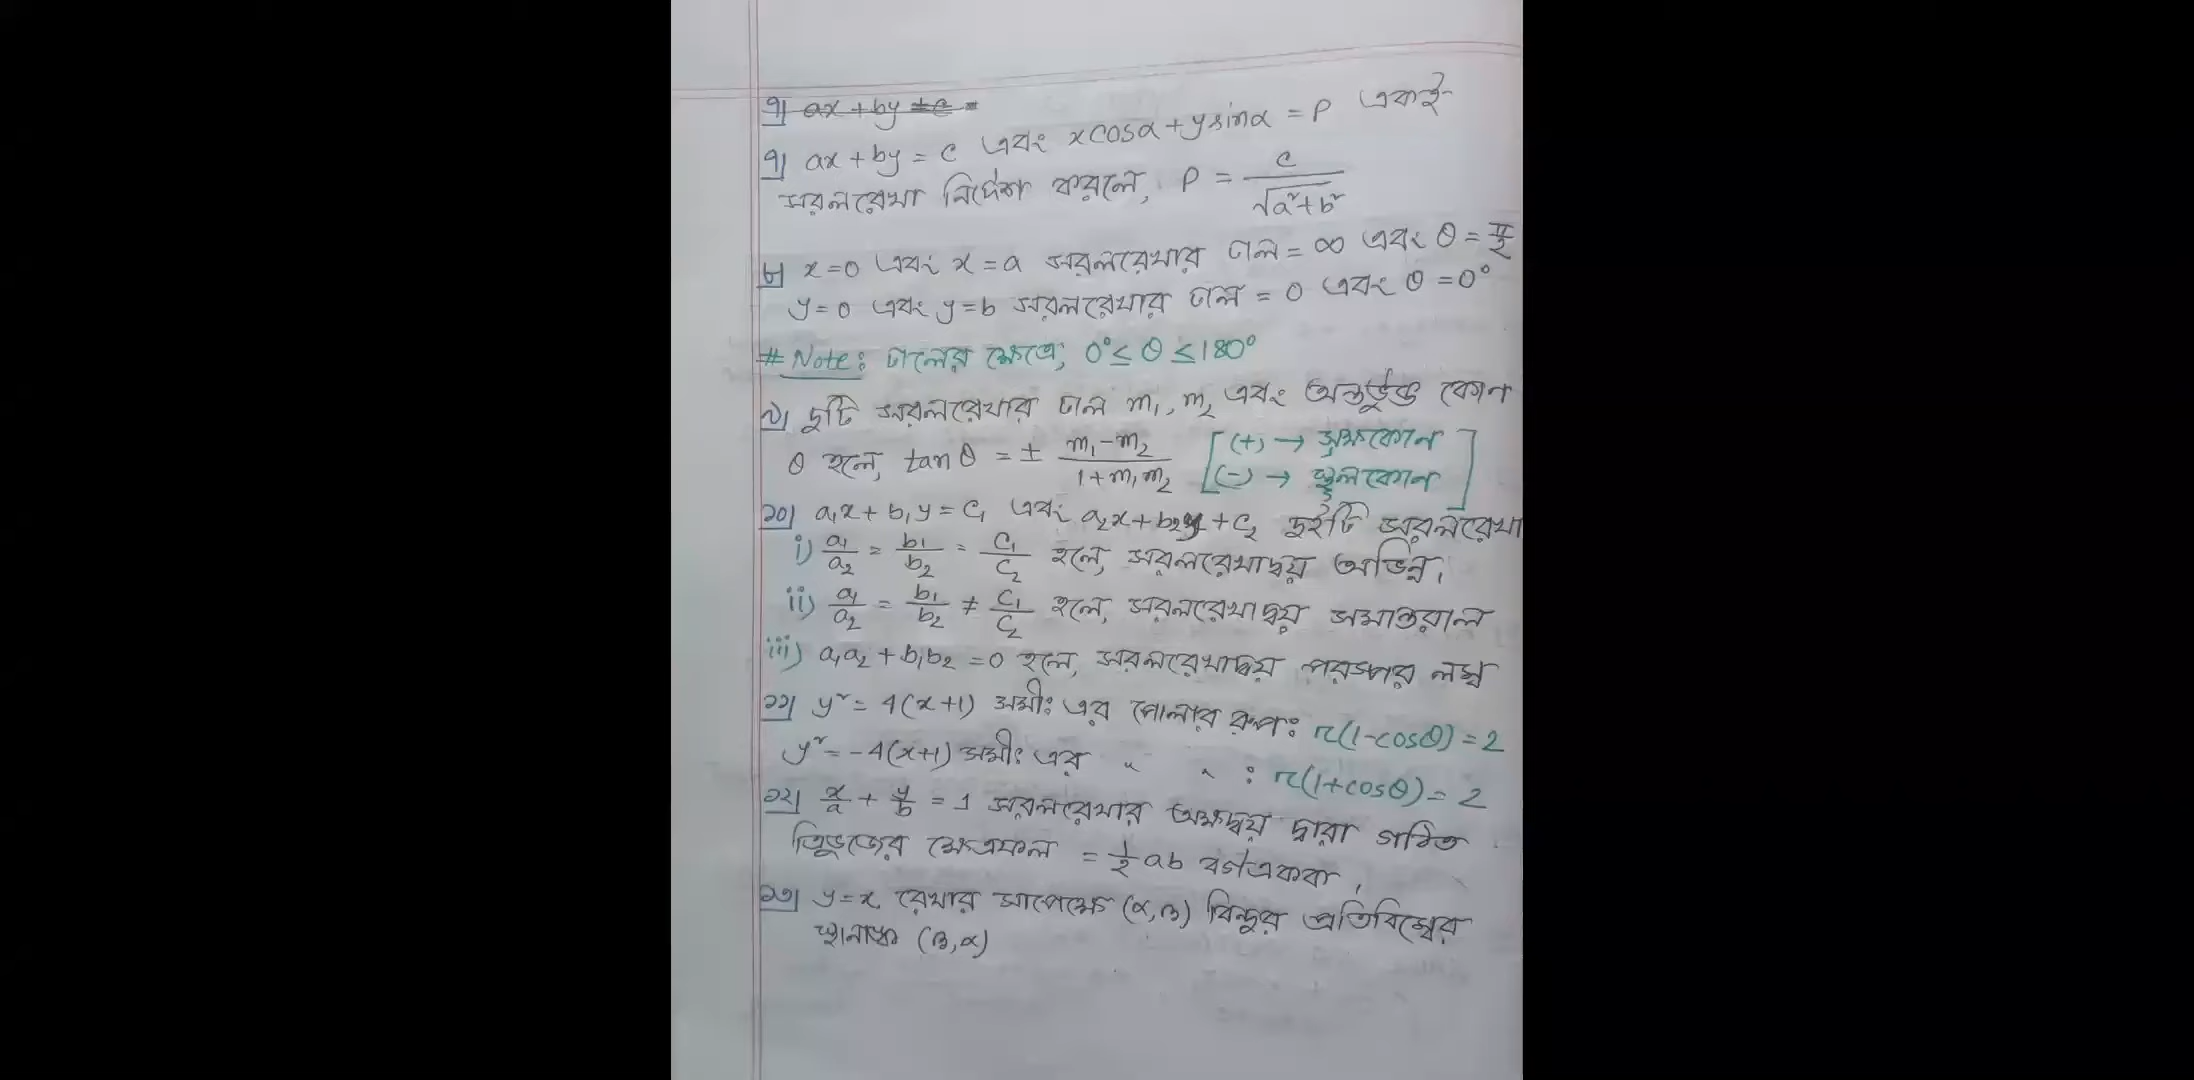 ৭| ax + by = c =
৭| ax + by = c এবং xcosα + ysinα = P একই
সরলরেখা নির্দেশ করলে, P = c/√(a²+b²)
৮| x=0 এবং x=a সরলরেখার ঢাল = ∞ এবং θ = π/2
y=0 এবং y=b সরলরেখার ঢাল = 0 এবং θ = 0°
# Note: ঢালের ক্ষেত্রে, 0° ≤ θ ≤ 180°
৯| দুটি সরলরেখার ঢাল m₁, m₂ এবং অন্তর্ভুক্ত কোন
θ হলে, tanθ = ± (m₁-m₂)/(1+m₁m₂) [(+) → সূক্ষকোন
(-) → স্থূলকোন]
১০| a₁x + b₁y = c₁ এবং a₂x + b₂y + c₂ দুইটি সরলরেখা
i) a₁/a₂ = b₁/b₂ = c₁/c₂ হলে, সরলরেখাদ্বয় অভিন্ন।
ii) a₁/a₂ = b₁/b₂ ≠ c₁/c₂ হলে, সরলরেখাদ্বয় সমান্তরাল
iii) a₁a₂ + b₁b₂ = 0 হলে, সরলরেখাদ্বয় পরস্পর লম্ব
১১| y² = 4(x+1) সমীঃ এর পোলার রুপঃ r(1-cosθ) = 2
y² = -4(x+1) সমীঃ এর " " : r(1+cosθ) = 2
১২| x/a + y/b = 1 সরলরেখার অক্ষদ্বয় দ্বারা গঠিত
ত্রিভুজের ক্ষেত্রফল = ½ab বর্গএকক।
১৩| y=x রেখার সাপেক্ষে (α,β) বিন্দুর প্রতিবিম্বের
স্থানাঙ্ক (β,α)